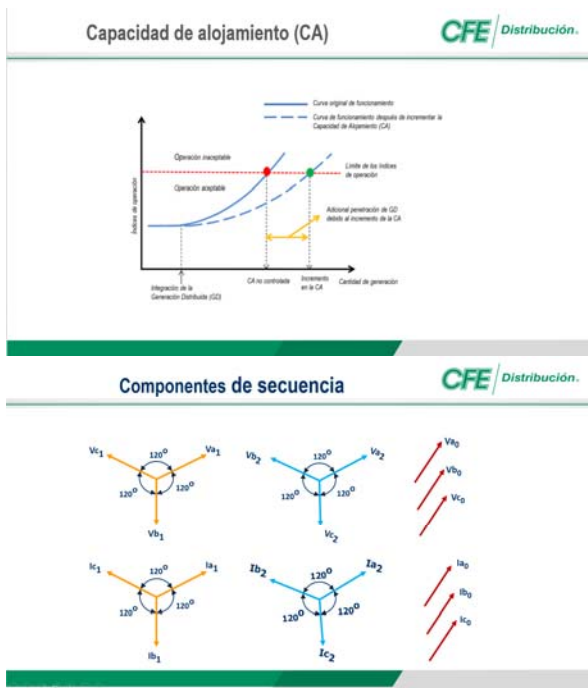 Capacidad de alojamiento (CA)
CFE Distribución®
Curva original de funcionamiento
Curva de funcionamiento después de incrementar la
Capacidad de Alojamiento (CA)
Operación inaceptable
Límite de los índices
de operación
Operación aceptable
Índices de operación
Adicional penetración de GD
debido al incremento de la CA
Integración de la
Generación Distribuida (GD)
CA no controlada
Incremento
en la CA
Cantidad de generación
Componentes de secuencia
CFE Distribución®
Vc1
120°
Va1
120°
120°
Vb1
Vb2
120°
Va2
120°
120°
Vc2
Va0
Vb0
Vc0
Ic1
120°
Ia1
120°
120°
Ib1
Ib2
120°
Ia2
120°
120°
Ic2
Ia0
Ib0
Ic0